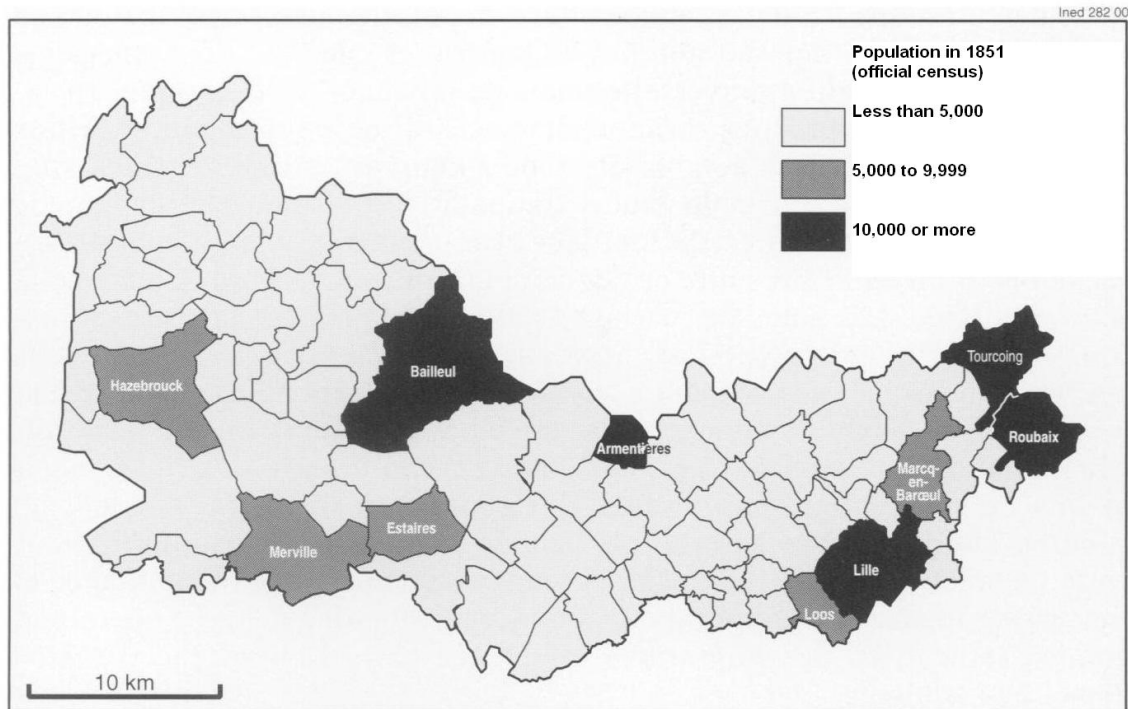 Ined 282 00
Population in 1851
(official census)
Less than 5,000
5,000 to 9,999
10,000 or more
Tourcoing
Bailleul
Hazebrouck
Roubaix
Armentières
Marcq-
en-
Barœul
Estaires
Merville
Lille
Loos
10 km